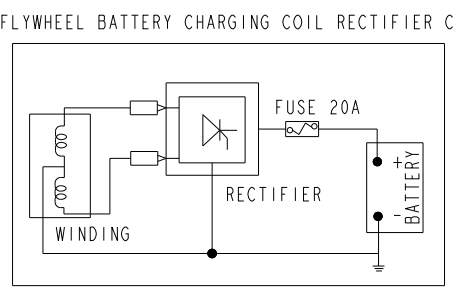 FLYWHEEL BATTERY CHARGING COIL RECTIFIER C
FUSE 20A
+
BATTERY
-
RECTIFIER
WINDING